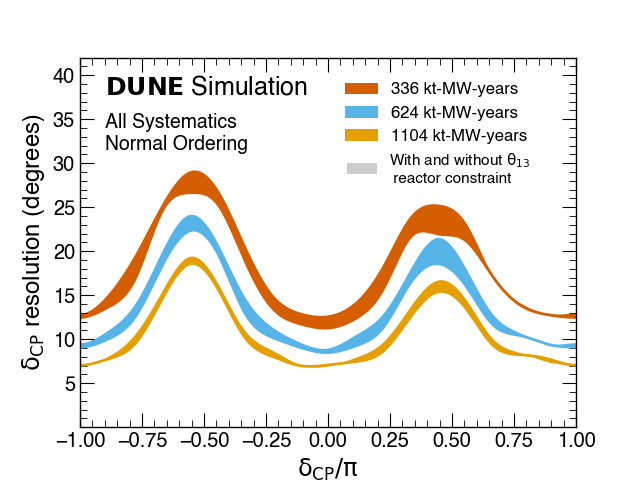 DUNE Simulation
All Systematics
Normal Ordering
336 kt-MW-years
624 kt-MW-years
1104 kt-MW-years
With and without θ13
reactor constraint
δCP resolution (degrees)
40
35
30
25
20
15
10
5
−1.00 −0.75 −0.50 −0.25 0.00 0.25 0.50 0.75 1.00
δCP/π